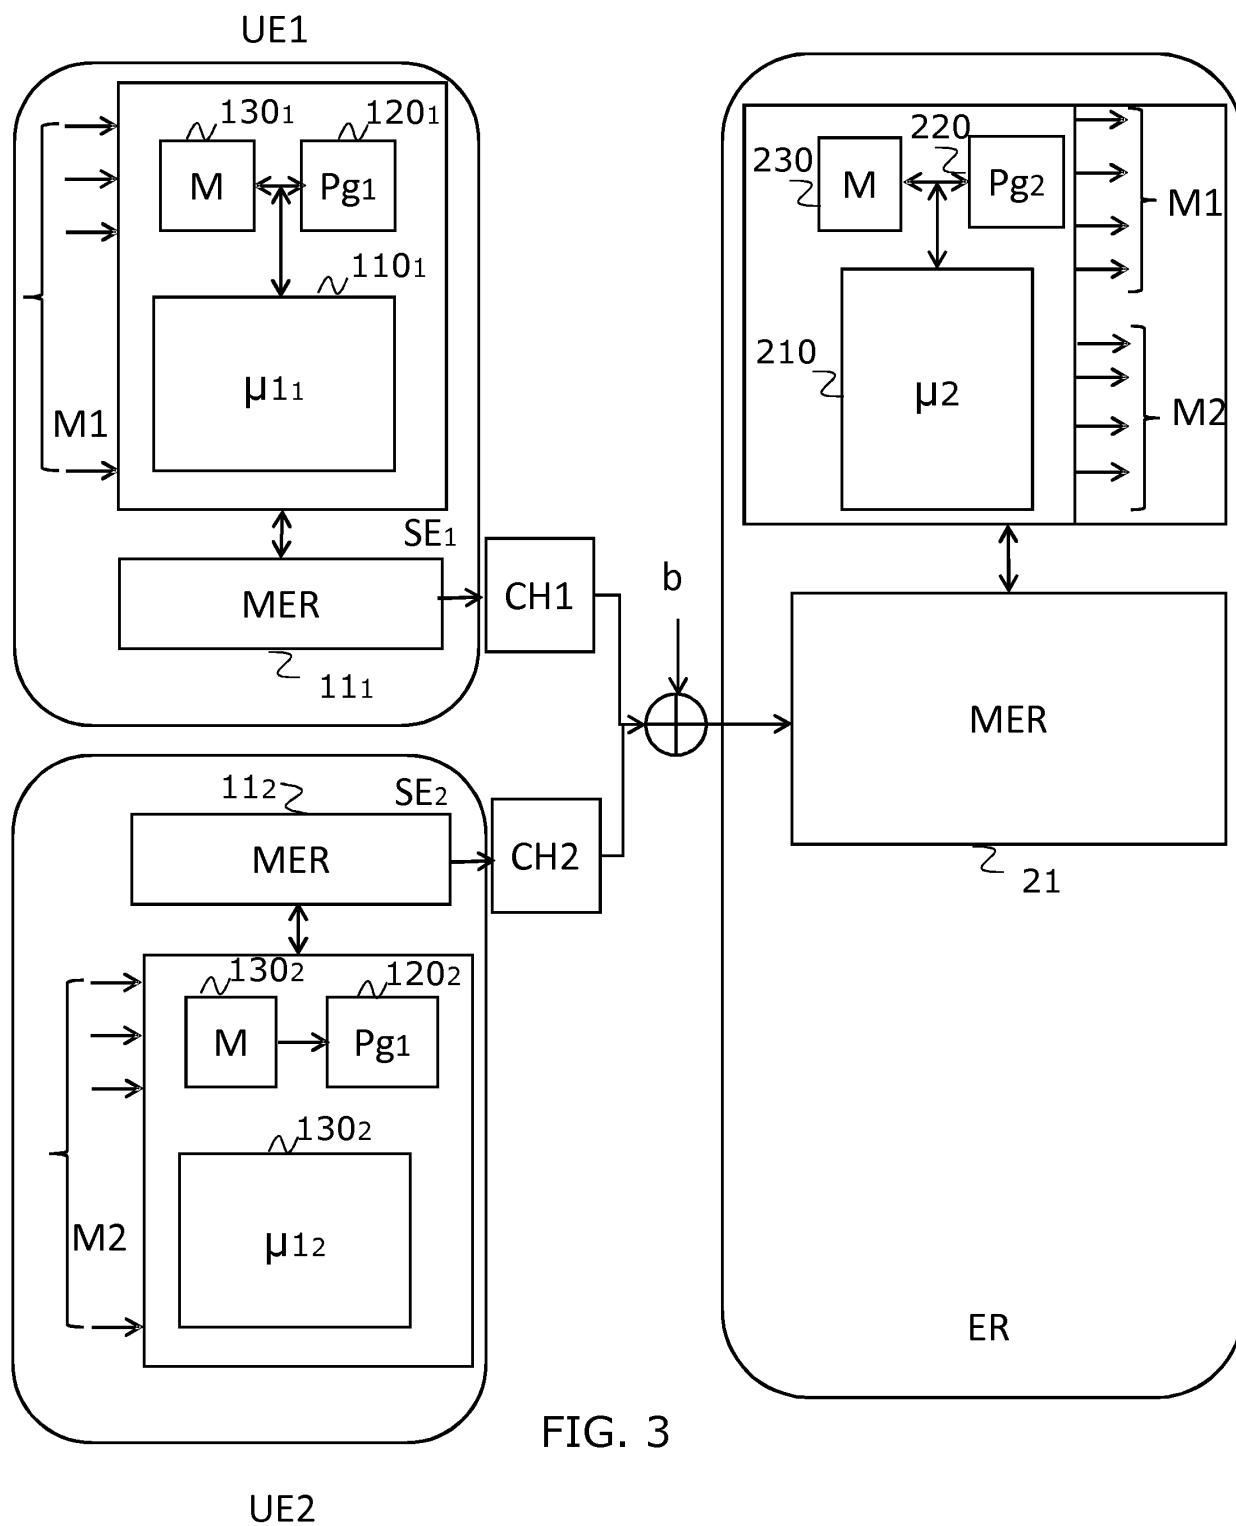 UE1
130₁
120₁
M
Pg₁
110₁
μ1₁
M1
SE₁
MER
11₁
CH1
b
CH2
11₂
SE₂
MER
130₂
120₂
M
Pg₁
130₂
μ1₂
M2
UE2
220
230
M
Pg₂
M1
210
μ2
M2
MER
21
ER
FIG. 3